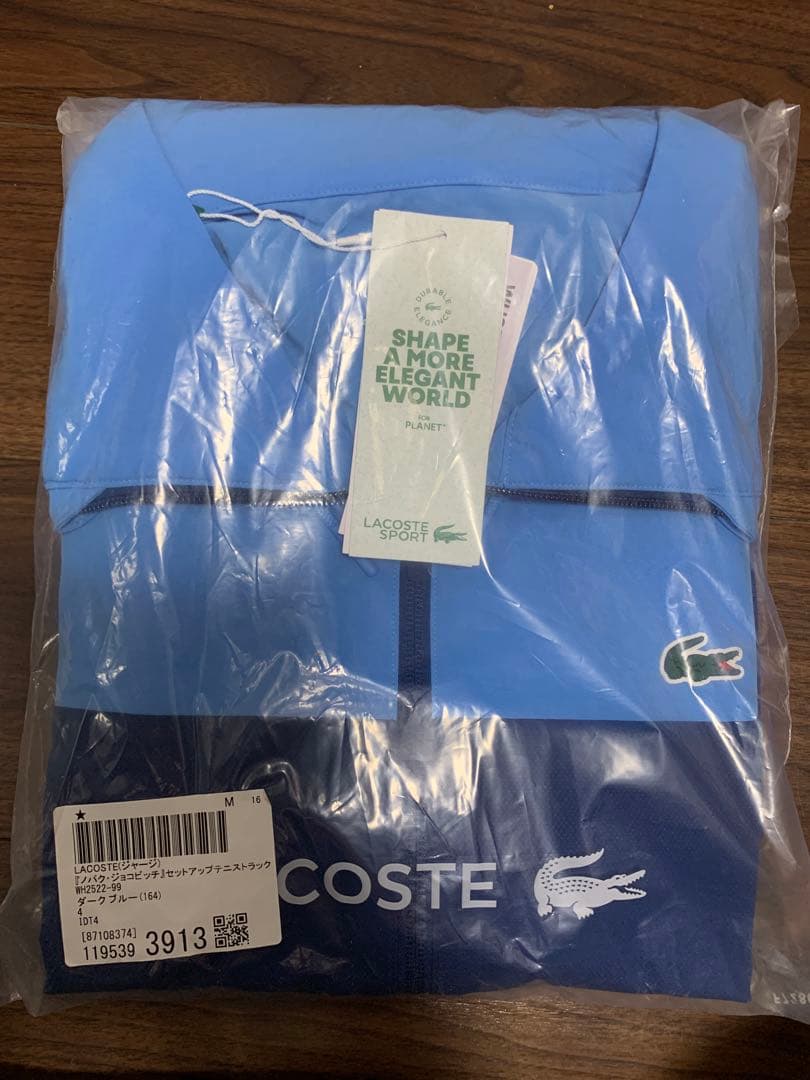 DURABLE
ELEGANCE
SHAPE
A MORE
ELEGANT
WORLD
FOR
PLANET
LACOSTE
SPORT
M 16
★
LACOSTE(ジャージ)
『ノバク・ジョコビッチ』セットアップテニストラック
WH2522-99
ダークブルー(164)
4
IDT4
[87108374]
119539 3913
COSTE